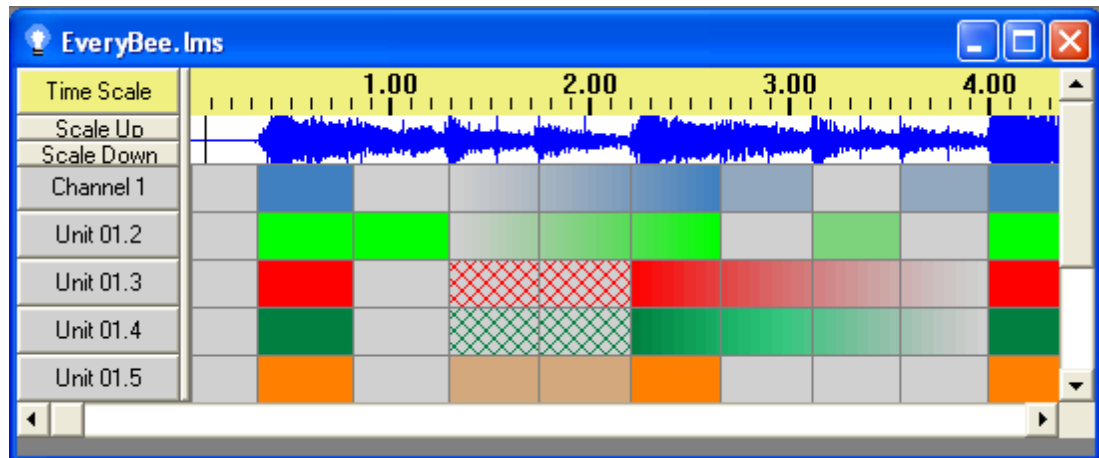 EveryBee.lms
Time Scale 1.00 2.00 3.00 4.00
Scale Up
Scale Down
Channel 1
Unit 01.2
Unit 01.3
Unit 01.4
Unit 01.5